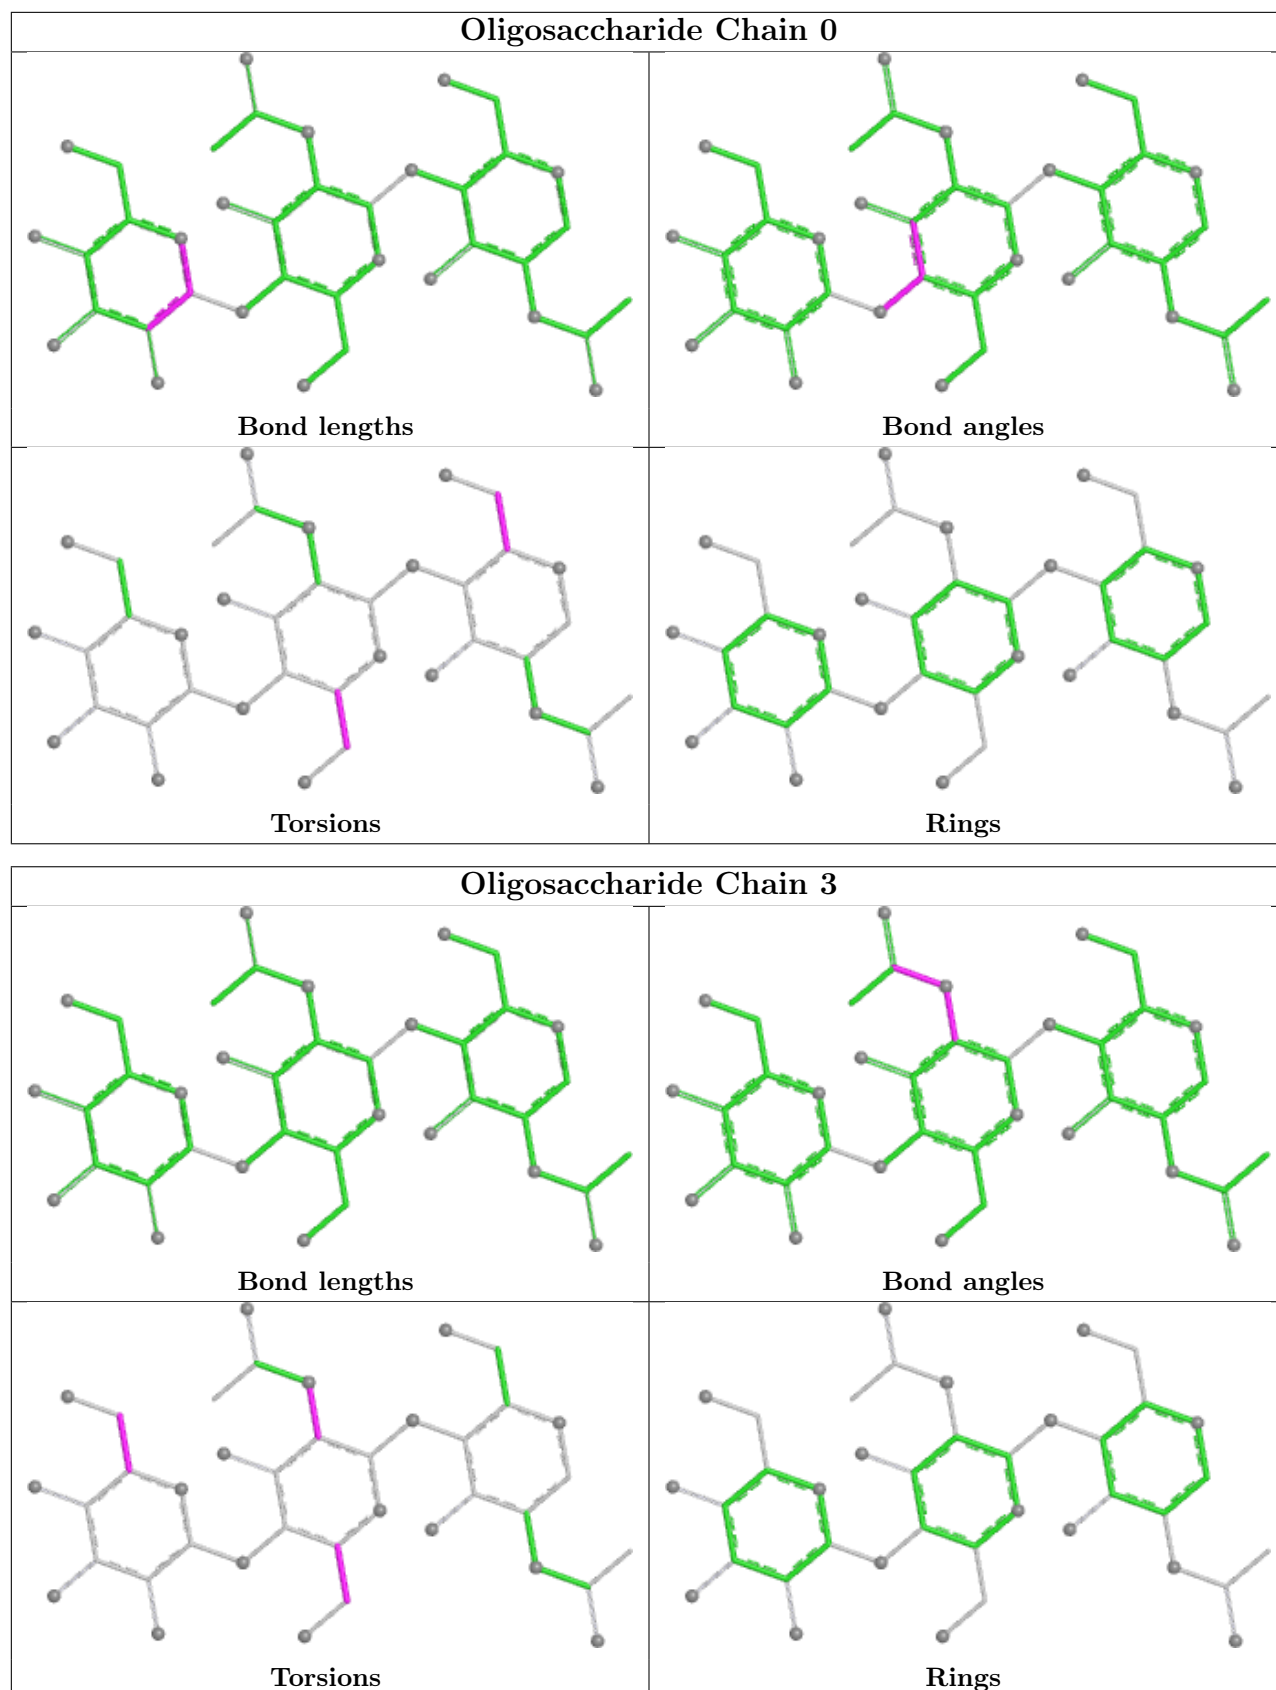 Oligosaccharide Chain 0
Bond lengths
Bond angles
Torsions
Rings
Oligosaccharide Chain 3
Bond lengths
Bond angles
Torsions
Rings